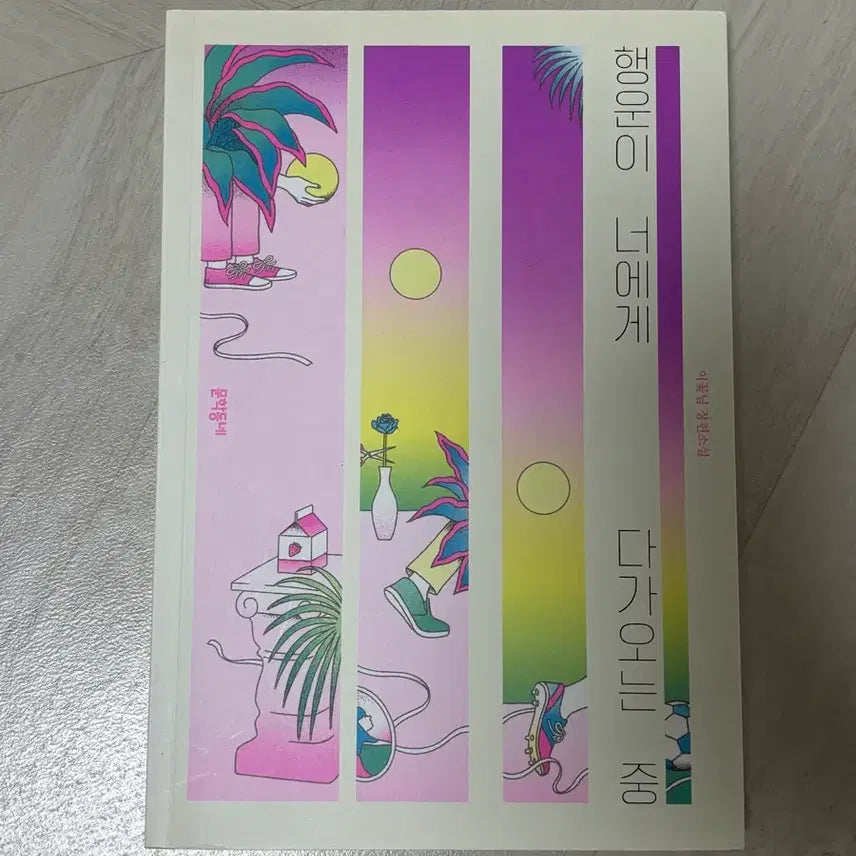 행운이 너에게 다가오는 중
이꽃님 장편소설
문학동네